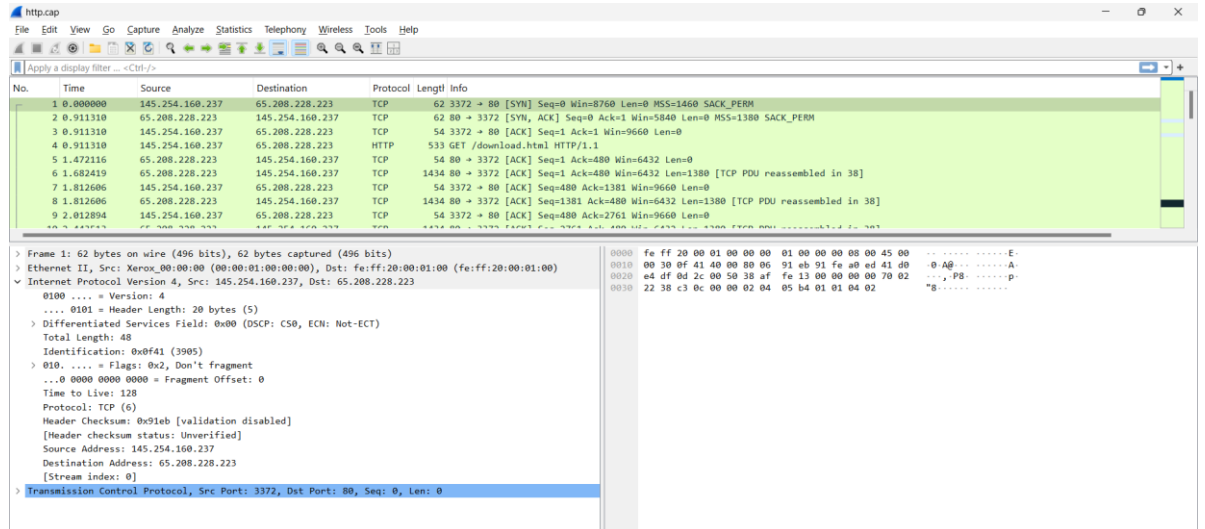 http.cap
File Edit View Go Capture Analyze Statistics Telephony Wireless Tools Help
Apply a display filter ... <Ctrl-/>
No. Time Source Destination Protocol Length Info
1 0.000000 145.254.160.237 65.208.228.223 TCP 62 3372 → 80 [SYN] Seq=0 Win=8760 Len=0 MSS=1460 SACK_PERM
2 0.911310 65.208.228.223 145.254.160.237 TCP 62 80 → 3372 [SYN, ACK] Seq=0 Ack=1 Win=5840 Len=0 MSS=1380 SACK_PERM
3 0.911310 145.254.160.237 65.208.228.223 TCP 54 3372 → 80 [ACK] Seq=1 Ack=1 Win=9660 Len=0
4 0.911310 145.254.160.237 65.208.228.223 HTTP 533 GET /download.html HTTP/1.1
5 1.472116 65.208.228.223 145.254.160.237 TCP 54 80 → 3372 [ACK] Seq=1 Ack=480 Win=6432 Len=0
6 1.682419 65.208.228.223 145.254.160.237 TCP 1434 80 → 3372 [ACK] Seq=1 Ack=480 Win=6432 Len=1380 [TCP PDU reassembled in 38]
7 1.812606 145.254.160.237 65.208.228.223 TCP 54 3372 → 80 [ACK] Seq=480 Ack=1381 Win=9660 Len=0
8 1.812606 65.208.228.223 145.254.160.237 TCP 1434 80 → 3372 [ACK] Seq=1381 Ack=480 Win=6432 Len=1380 [TCP PDU reassembled in 38]
9 2.012894 145.254.160.237 65.208.228.223 TCP 54 3372 → 80 [ACK] Seq=480 Ack=2761 Win=9660 Len=0
Frame 1: 62 bytes on wire (496 bits), 62 bytes captured (496 bits)
Ethernet II, Src: Xerox_00:00:00 (00:00:01:00:00:00), Dst: fe:ff:20:00:01:00 (fe:ff:20:00:01:00)
Internet Protocol Version 4, Src: 145.254.160.237, Dst: 65.208.228.223
0100 .... = Version: 4
.... 0101 = Header Length: 20 bytes (5)
Differentiated Services Field: 0x00 (DSCP: CS0, ECN: Not-ECT)
Total Length: 48
Identification: 0x0f41 (3905)
010. .... = Flags: 0x2, Don't fragment
...0 0000 0000 0000 = Fragment Offset: 0
Time to Live: 128
Protocol: TCP (6)
Header Checksum: 0x91eb [validation disabled]
[Header checksum status: Unverified]
Source Address: 145.254.160.237
Destination Address: 65.208.228.223
[Stream index: 0]
Transmission Control Protocol, Src Port: 3372, Dst Port: 80, Seq: 0, Len: 0
0000 fe ff 20 00 01 00 00 00 01 00 00 00 08 00 45 00 ·· ····· ······E·
0010 00 30 0f 41 40 00 80 06 91 eb 91 fe a0 ed 41 d0 ·0·A@··· ······A·
0020 e4 df 0d 2c 00 50 38 af fe 13 00 00 00 00 70 02 ···,·P8· ······p·
0030 22 38 c3 0c 00 00 02 04 05 b4 01 01 04 02 "8······ ······